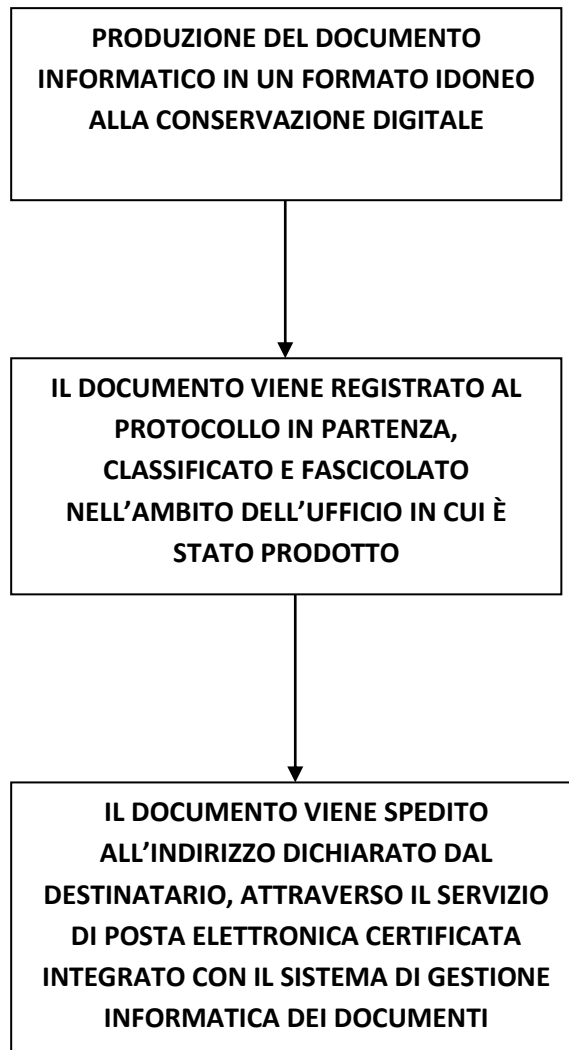 PRODUZIONE DEL DOCUMENTO
INFORMATICO IN UN FORMATO IDONEO
ALLA CONSERVAZIONE DIGITALE
IL DOCUMENTO VIENE REGISTRATO AL
PROTOCOLLO IN PARTENZA,
CLASSIFICATO E FASCICOLATO
NELL’AMBITO DELL’UFFICIO IN CUI È
STATO PRODOTTO
IL DOCUMENTO VIENE SPEDITO
ALL’INDIRIZZO DICHIARATO DAL
DESTINATARIO, ATTRAVERSO IL SERVIZIO
DI POSTA ELETTRONICA CERTIFICATA
INTEGRATO CON IL SISTEMA DI GESTIONE
INFORMATICA DEI DOCUMENTI